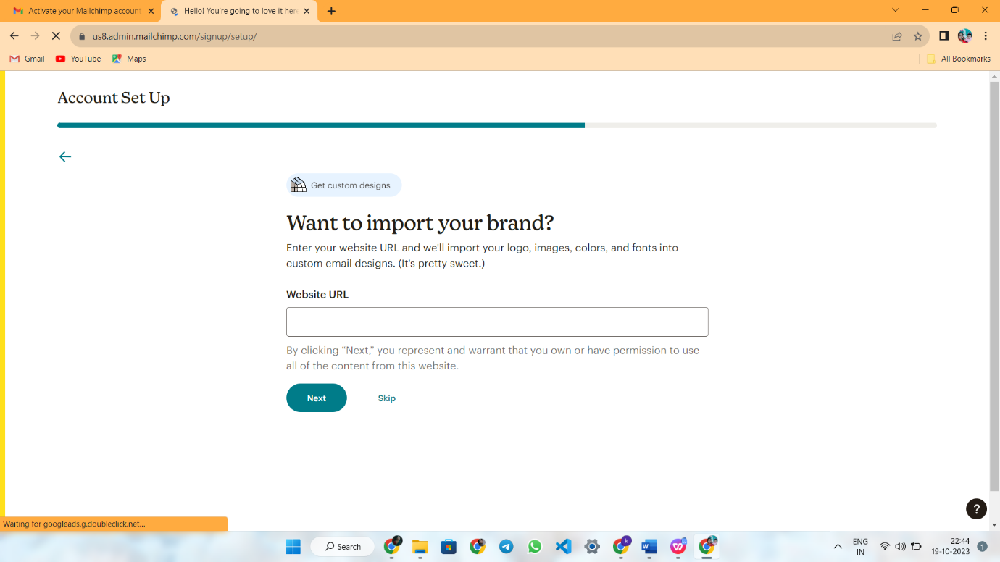 Activate your Mailchimp account
Hello! You're going to love it here
us8.admin.mailchimp.com/signup/setup/
Gmail
YouTube
Maps
All Bookmarks
Account Set Up
Get custom designs
Want to import your brand?
Enter your website URL and we'll import your logo, images, colors, and fonts into
custom email designs. (It's pretty sweet.)
Website URL
By clicking “Next,” you represent and warrant that you own or have permission to use
all of the content from this website.
Next
Skip
?
Waiting for googleads.g.doubleclick.net...
Search
k
W
ENG
IN
22:44
19-10-2023
1